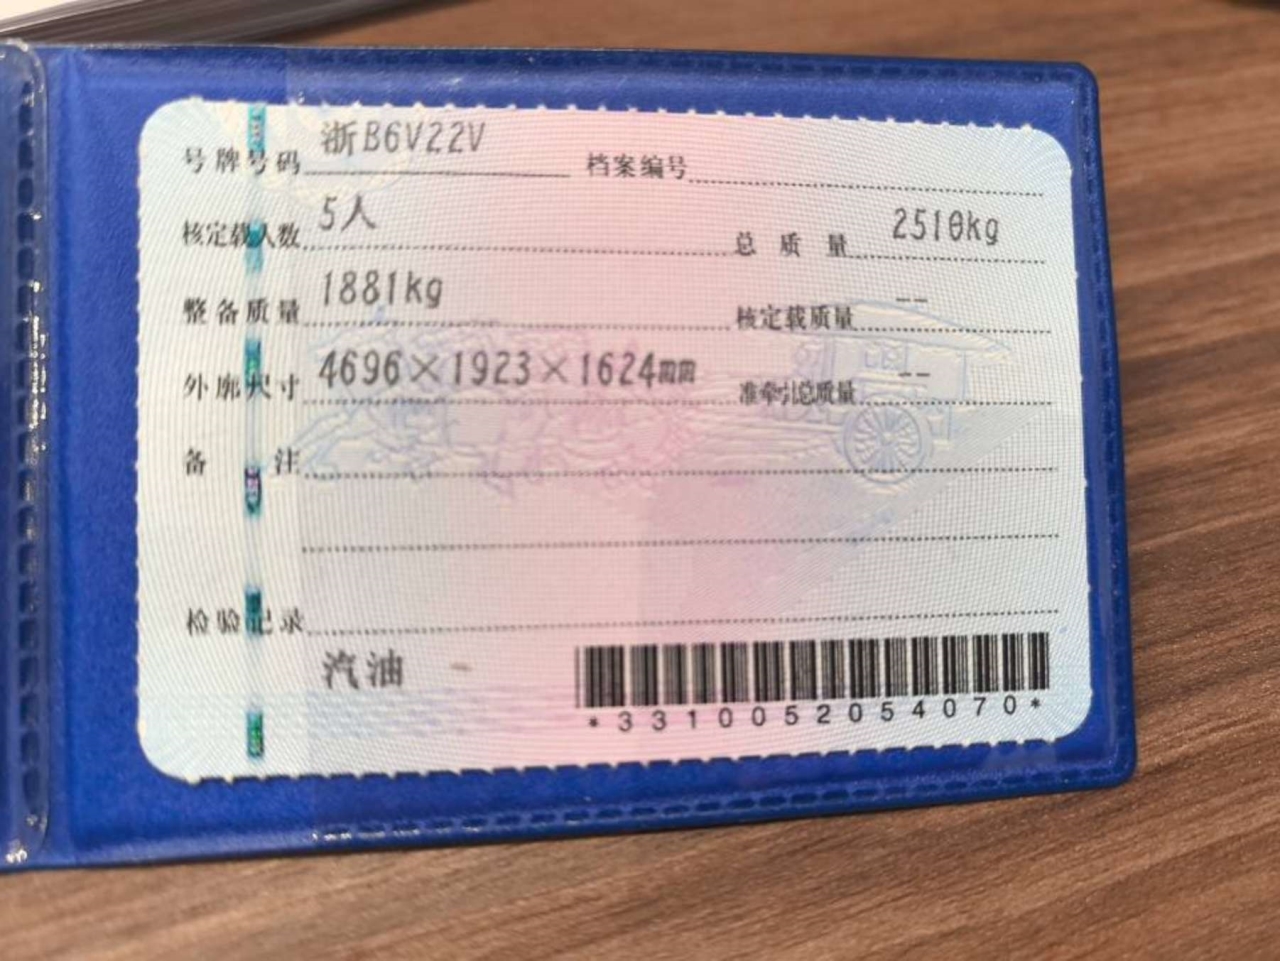 号牌号码 浙B6V22V 档案编号
核定载人数 5人 总质量 2510kg
整备质量 1881kg 核定载质量 --
外廓尺寸 4696×1923×1624mm 准牵引总质量 --
备注
检验记录
汽油 -
*3310052054070*